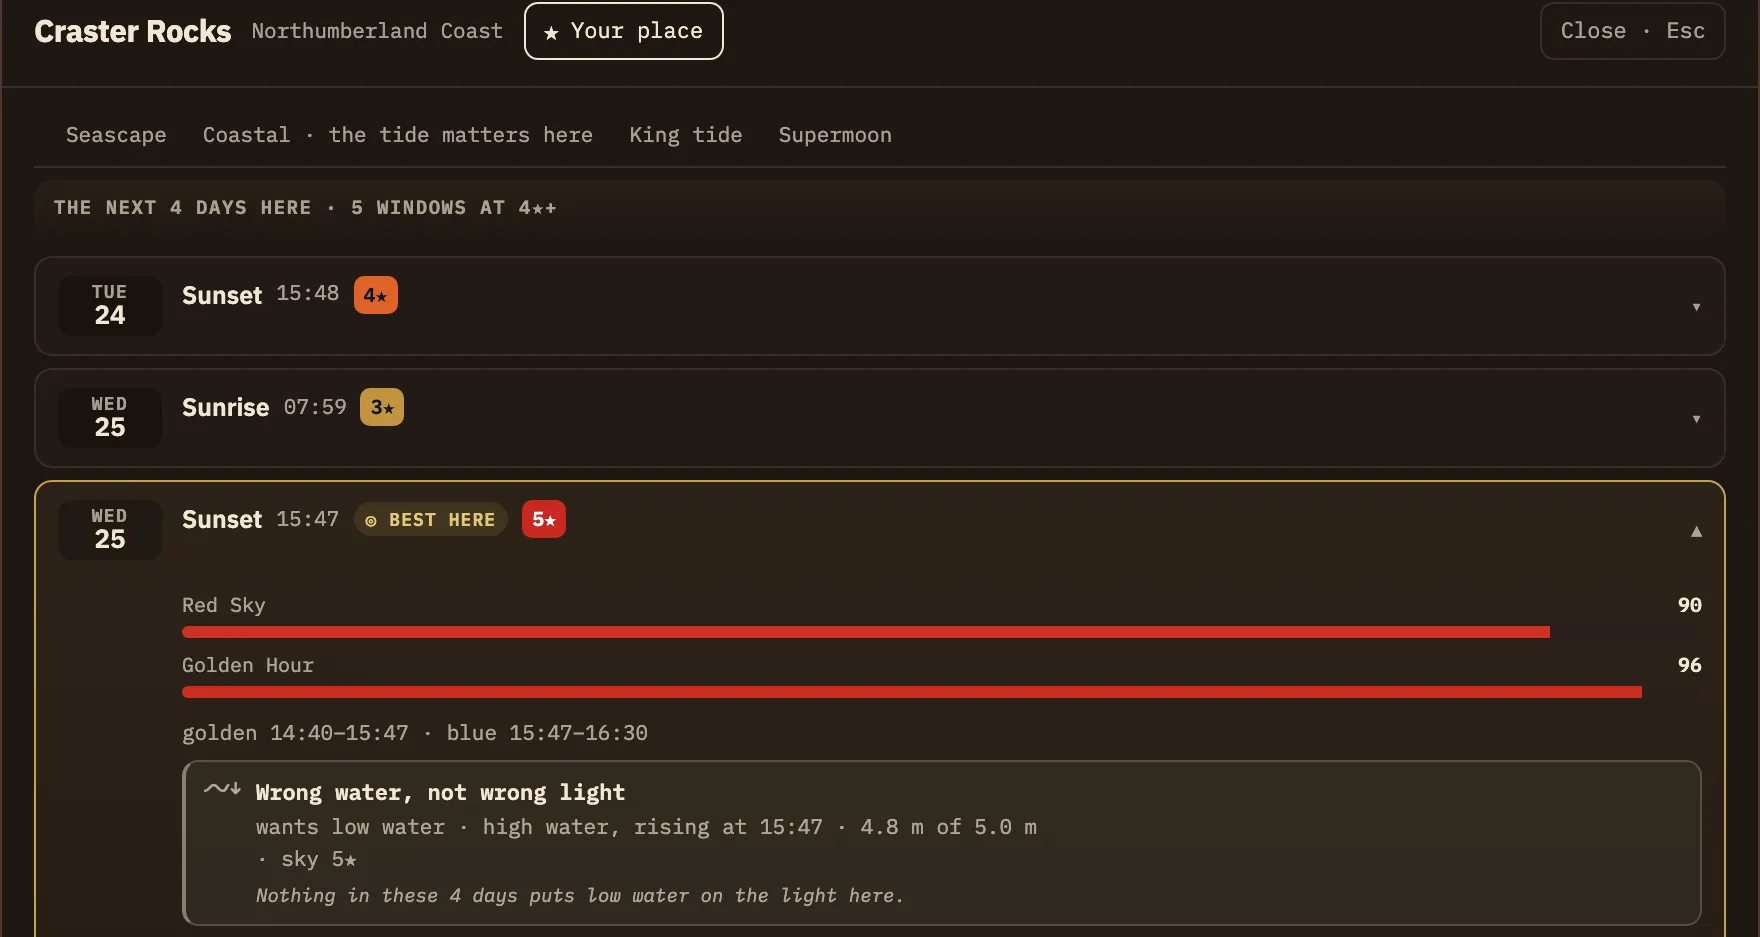 Craster Rocks Northumberland Coast ★ Your place Close · Esc
Seascape Coastal · the tide matters here King tide Supermoon
THE NEXT 4 DAYS HERE · 5 WINDOWS AT 4★+
TUE
24
Sunset 15:48 4★
WED
25
Sunrise 07:59 3★
WED
25
Sunset 15:47 ◎ BEST HERE 5★
Red Sky 90
Golden Hour 96
golden 14:40–15:47 · blue 15:47–16:30
Wrong water, not wrong light
wants low water · high water, rising at 15:47 · 4.8 m of 5.0 m
· sky 5★
Nothing in these 4 days puts low water on the light here.